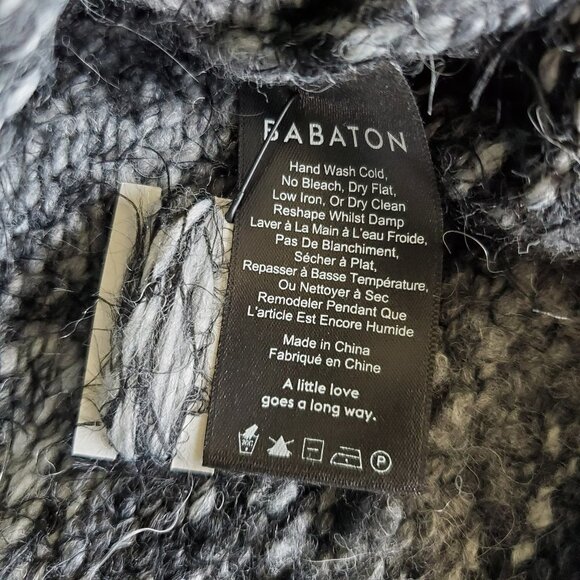 BABATON
Hand Wash Cold,
No Bleach, Dry Flat,
Low Iron, Or Dry Clean
Reshape Whilst Damp
Laver à La Main à L'eau Froide,
Pas De Blanchiment,
Sécher à Plat,
Repasser à Basse Température,
Ou Nettoyer à Sec
Remodeler Pendant Que
L'article Est Encore Humide
Made in China
Fabriqué en Chine
A little love
goes a long way.
P